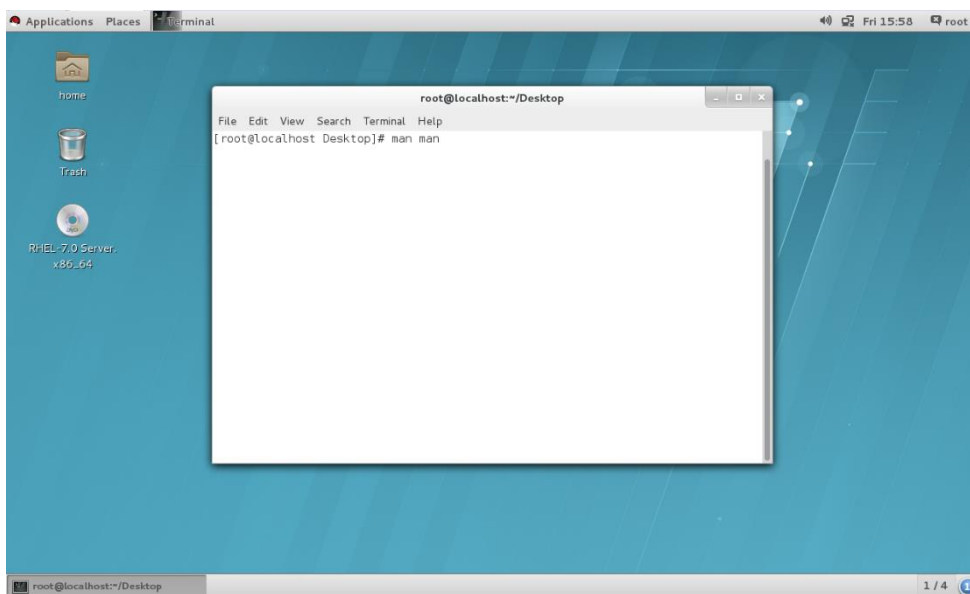 Applications Places Terminal Fri 15:58 root
home
Trash
RHEL-7.0 Server.
x86_64
root@localhost:~/Desktop
File Edit View Search Terminal Help
[root@localhost Desktop]# man man
root@localhost:~/Desktop 1 / 4